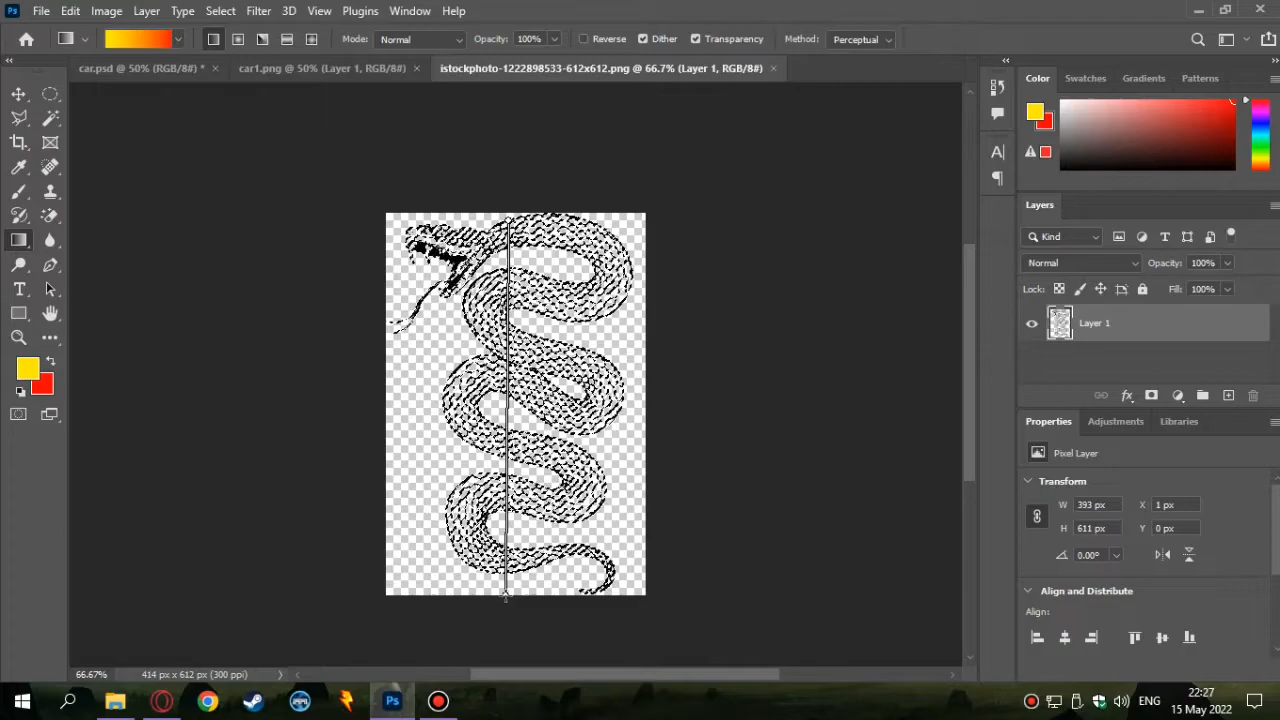 Ps File Edit Image Layer Type Select Filter 3D View Plugins Window Help
Mode: Normal Opacity: 100% Reverse Dither Transparency Method: Perceptual
car.psd @ 50% (RGB/8#) * × car1.png @ 50% (Layer 1, RGB/8#) × istockphoto-1222898533-612x612.png @ 66.7% (Layer 1, RGB/8#) ×
Color Swatches Gradients Patterns
Layers
Kind
Normal Opacity: 100%
Lock: Fill: 100%
Layer 1
fx
Properties Adjustments Libraries
Pixel Layer
Transform
W 393 px X 1 px
H 611 px Y 0 px
0.00°
Align and Distribute
Align:
66.67% 414 px x 612 px (300 ppi)
Ps
ENG
22:27
15 May 2022